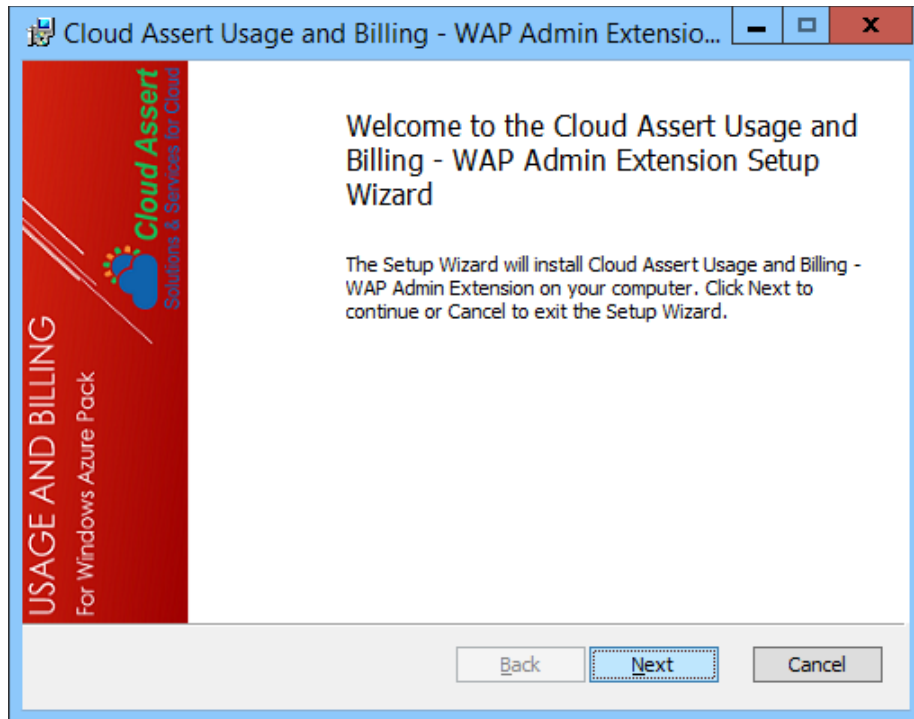 Cloud Assert Usage and Billing - WAP Admin Extensio...
Cloud Assert
Solutions & Services for Cloud
USAGE AND BILLING
For Windows Azure Pack
Welcome to the Cloud Assert Usage and
Billing - WAP Admin Extension Setup
Wizard
The Setup Wizard will install Cloud Assert Usage and Billing -
WAP Admin Extension on your computer. Click Next to
continue or Cancel to exit the Setup Wizard.
Back
Next
Cancel